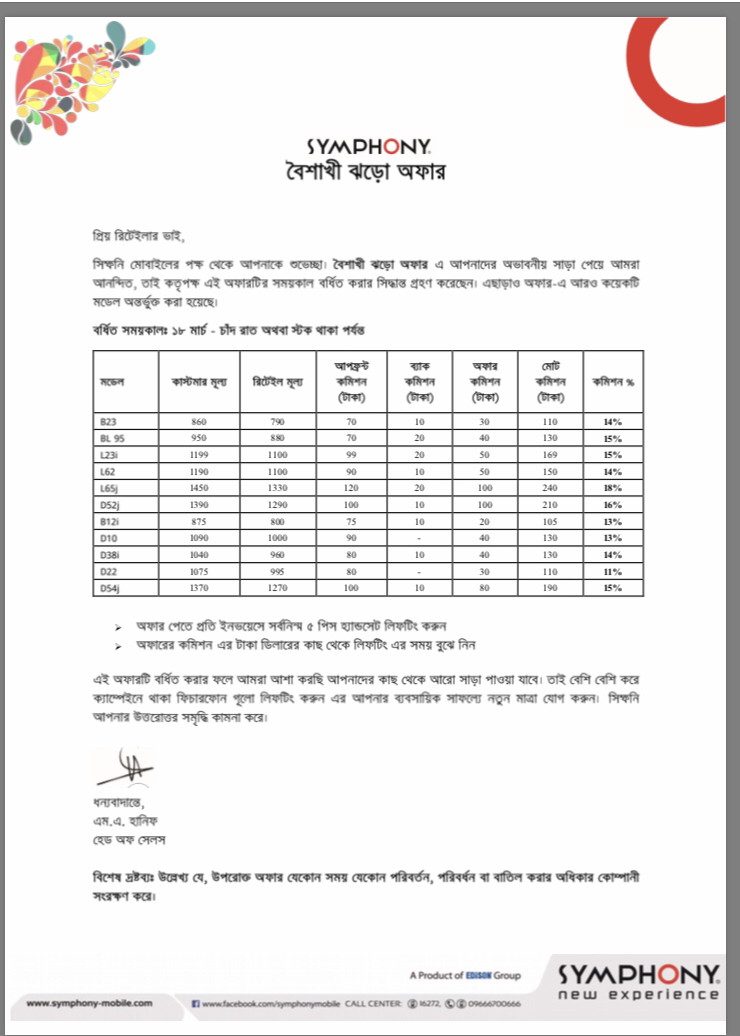 SYMPHONY
বৈশাখী ঝড়ো অফার
প্রিয় রিটেইলার ভাই,
সিম্ফনি মোবাইলের পক্ষ থেকে আপনাকে শুভেচ্ছা। বৈশাখী ঝড়ো অফার এ আপনাদের অভাবনীয় সাড়া পেয়ে আমরা
আনন্দিত, তাই কতৃপক্ষ এই অফারটির সময়কাল বর্ধিত করার সিদ্ধান্ত গ্রহণ করেছেন। এছাড়াও অফার-এ আরও কয়েকটি
মডেল অন্তর্ভুক্ত করা হয়েছে।
বর্ধিত সময়কালঃ ১৮ মার্চ - চাঁদ রাত অথবা স্টক থাকা পর্যন্ত
মডেল কাস্টমার মূল্য রিটেইল মূল্য আপফ্রন্ট কমিশন (টাকা) ব্যাক কমিশন (টাকা) অফার কমিশন (টাকা) মোট কমিশন (টাকা) কমিশন %
B23 860 790 70 10 30 110 14%
BL 95 950 880 70 20 40 130 15%
L23i 1199 1100 99 20 50 169 15%
L62 1190 1100 90 10 50 150 14%
L65j 1450 1330 120 20 100 240 18%
D52j 1390 1290 100 10 100 210 16%
B12i 875 800 75 10 20 105 13%
D10 1090 1000 90 - 40 130 13%
D38i 1040 960 80 10 40 130 14%
D22 1075 995 80 - 30 110 11%
D54j 1370 1270 100 10 80 190 15%
➢ অফার পেতে প্রতি ইনভয়েসে সর্বনিম্ম ৫ পিস হ্যান্ডসেট লিফটিং করুন
➢ অফারের কমিশন এর টাকা ডিলারের কাছ থেকে লিফটিং এর সময় বুঝে নিন
এই অফারটি বর্ধিত করার ফলে আমরা আশা করছি আপনাদের কাছ থেকে আরো সাড়া পাওয়া যাবে। তাই বেশি বেশি করে
ক্যাম্পেইনে থাকা ফিচারফোন গুলো লিফটিং করুন এর আপনার ব্যবসায়িক সাফল্যে নতুন মাত্রা যোগ করুন। সিম্ফনি
আপনার উত্তরোত্তর সমৃদ্ধি কামনা করে।
ধন্যবাদান্তে,
এম.এ. হানিফ
হেড অফ সেলস
বিশেষ দ্রষ্টব্যঃ উল্লেখ্য যে, উপরোক্ত অফার যেকোন সময় যেকোন পরিবর্তন, পরিবর্ধন বা বাতিল করার অধিকার কোম্পানী
সংরক্ষণ করে।
A Product of EDISON Group
SYMPHONY
new experience
www.symphony-mobile.com www.facebook.com/symphonymobile CALL CENTER: 16272, 09666700666